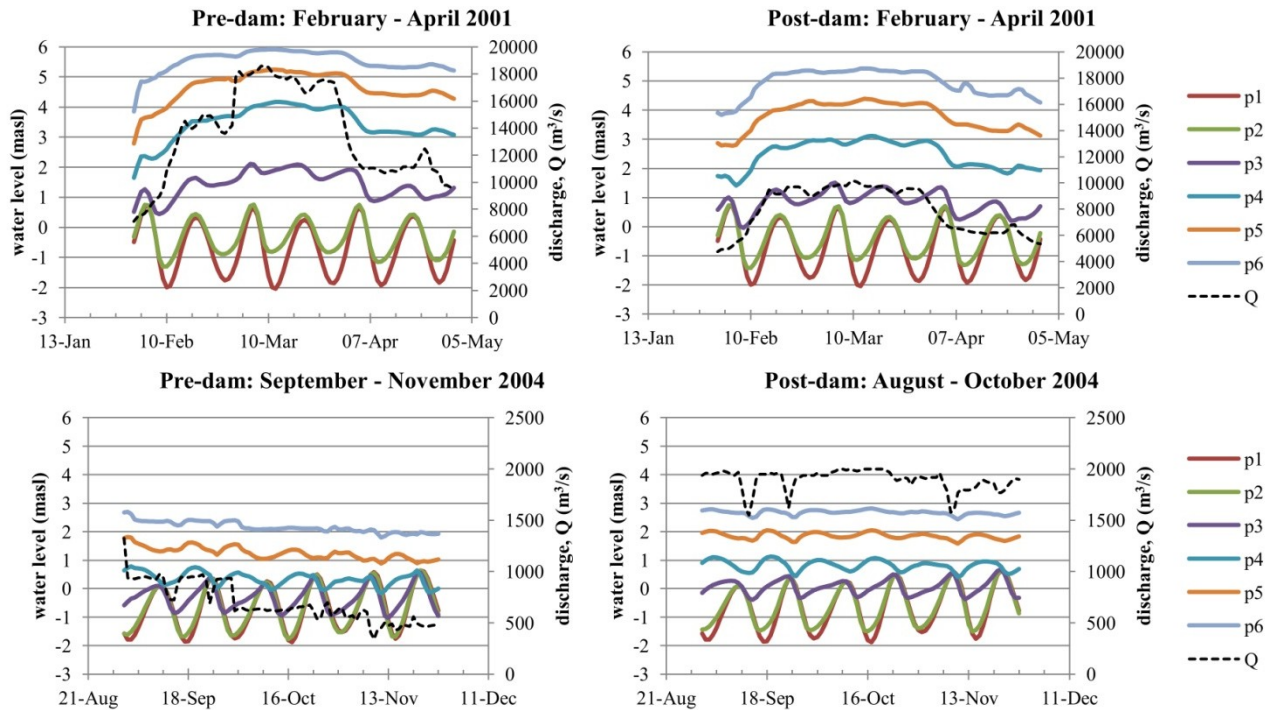 Pre-dam: February - April 2001
water level (masl)
6
5
4
3
2
1
0
-1
-2
-3
20000
18000
16000
14000
12000
10000
8000
6000
4000
2000
0
discharge, Q (m³/s)
13-Jan 10-Feb 10-Mar 07-Apr 05-May
Post-dam: February - April 2001
water level (masl)
6
5
4
3
2
1
0
-1
-2
-3
20000
18000
16000
14000
12000
10000
8000
6000
4000
2000
0
discharge, Q (m³/s)
13-Jan 10-Feb 10-Mar 07-Apr 05-May
p1
p2
p3
p4
p5
p6
Q
Pre-dam: September - November 2004
water level (masl)
6
5
4
3
2
1
0
-1
-2
-3
2500
2000
1500
1000
500
0
discharge, Q (m³/s)
21-Aug 18-Sep 16-Oct 13-Nov 11-Dec
Post-dam: August - October 2004
water level (masl)
6
5
4
3
2
1
0
-1
-2
-3
2500
2000
1500
1000
500
0
discharge, Q (m³/s)
21-Aug 18-Sep 16-Oct 13-Nov 11-Dec
p1
p2
p3
p4
p5
p6
Q